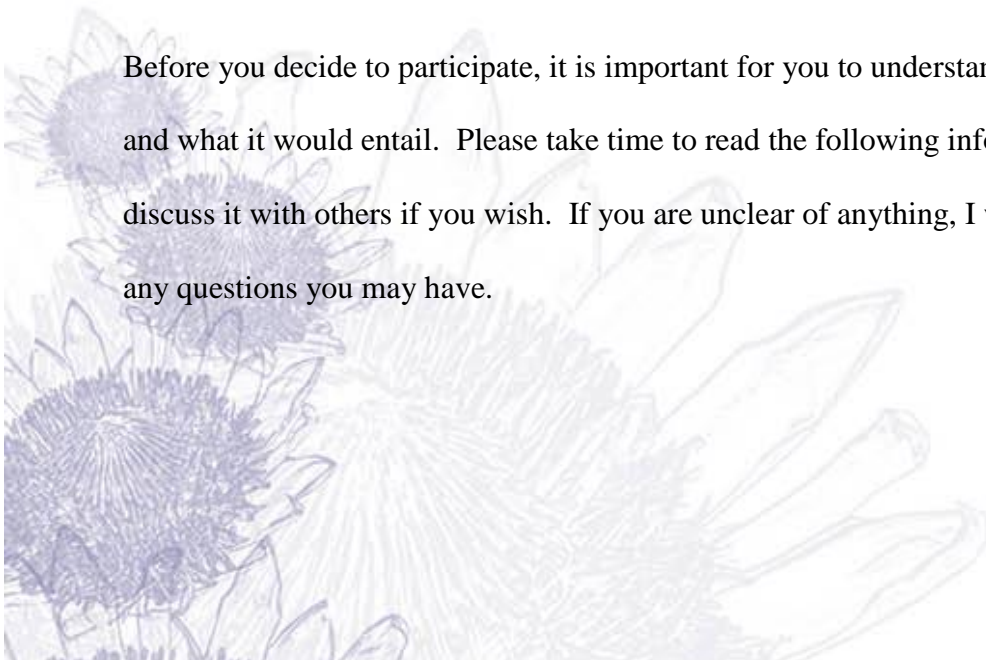 Before you decide to participate, it is important for you to
and what it would entail.  Please take time to read the following
discuss it with others if you wish.  If you are unclear of anything, I
any questions you may have.